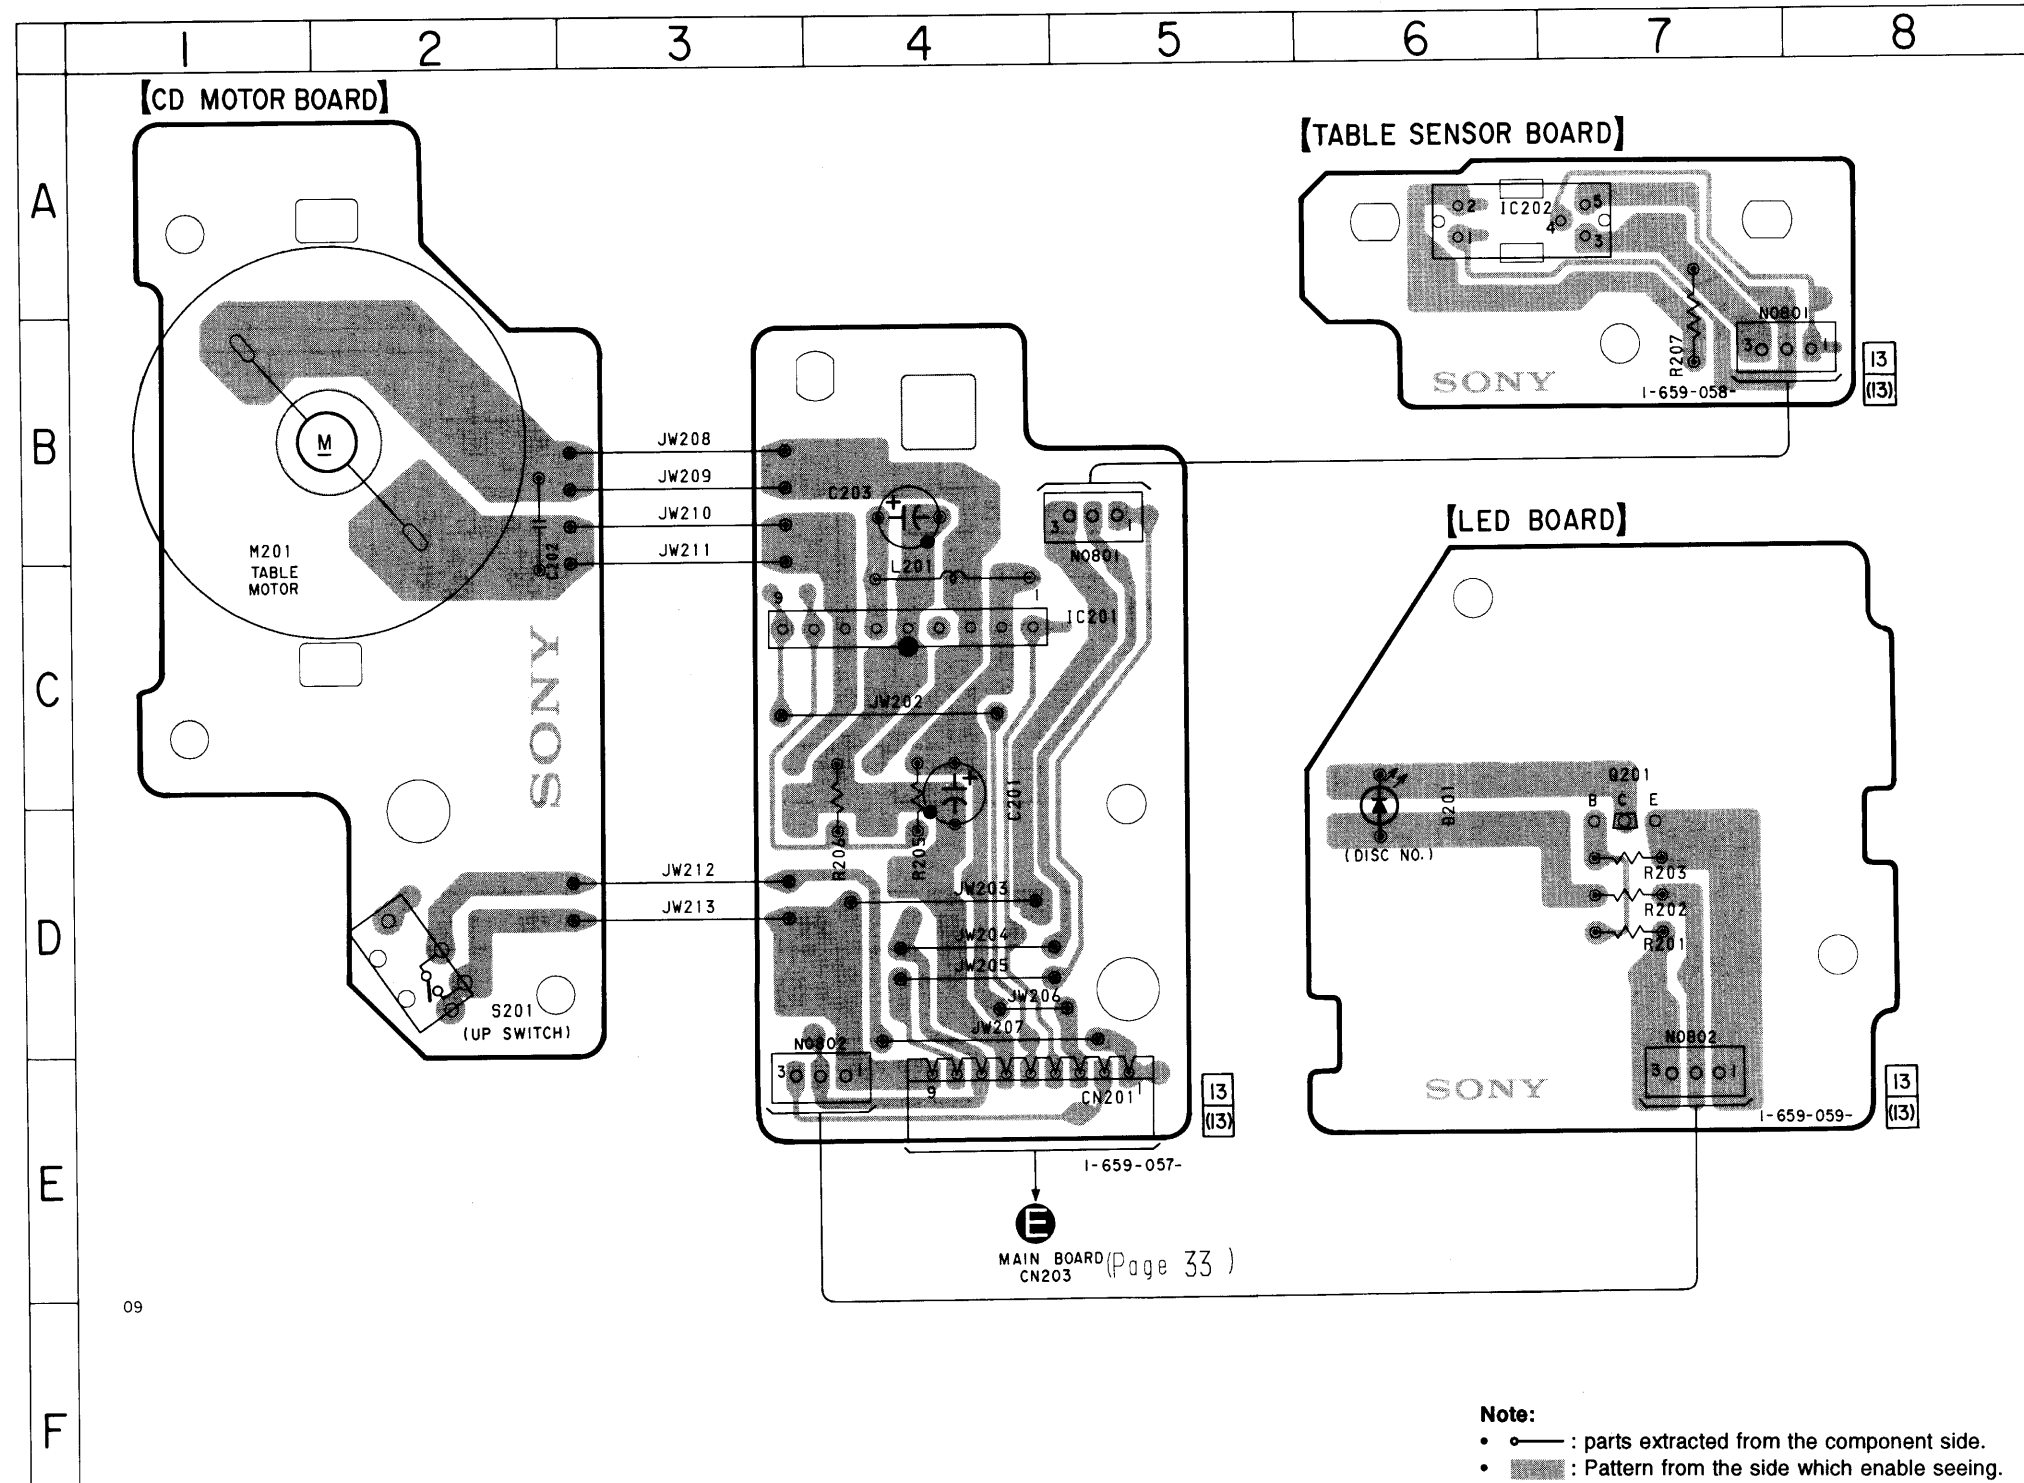 1 2 3 4 5 6 7 8
A
B
C
D
E
F
【CD MOTOR BOARD】
M
M201
TABLE
MOTOR
C202
SONY
S201
(UP SWITCH)
JW208
JW209
JW210
JW211
JW212
JW213
C203
+
L201
9
1
IC201
3
1
N0801
JW202
+
C201
R206
R205
JW203
JW204
JW205
JW206
JW207
N0802
3
1
9
1
CN201
13
(13)
1-659-057-
E
MAIN BOARD (Page 33 )
CN203
【TABLE SENSOR BOARD】
2
IC202
5
4
1
3
R207
N0801
3
1
SONY
1-659-058-
13
(13)
【LED BOARD】
D201
(DISC NO.)
Q201
B C E
R203
R202
R201
N0802
3
1
SONY
1-659-059-
13
(13)
09
Note:
• : parts extracted from the component side.
• : Pattern from the side which enable seeing.